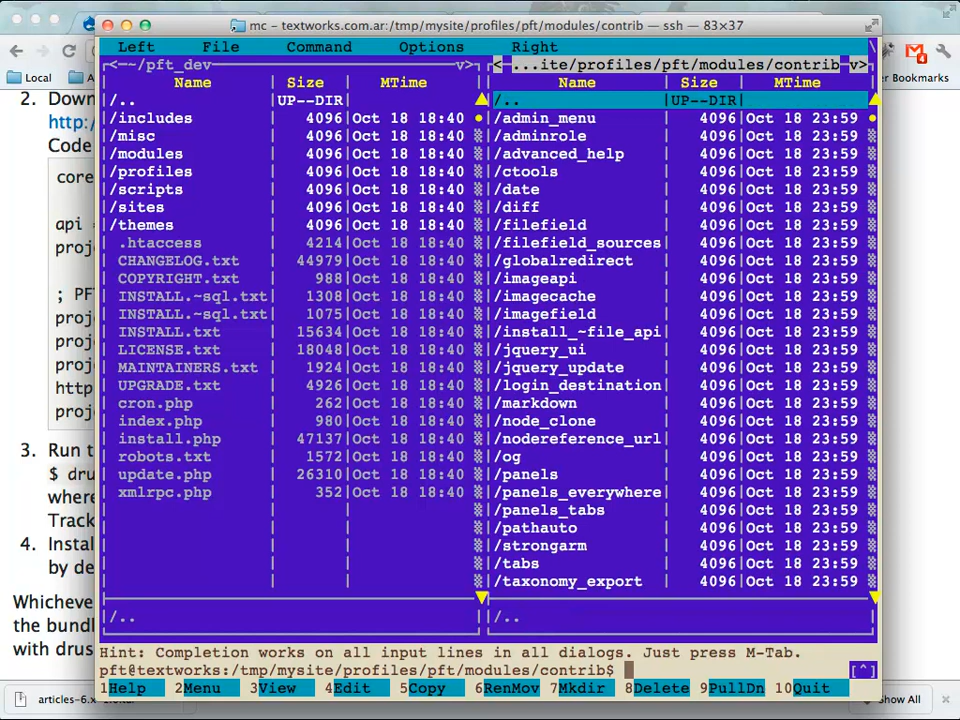 mc – textworks.com.ar:/tmp/mysite/profiles/pft/modules/contrib — ssh — 83×37
Left File Command Options Right
<~~/pft_dev v> < ...ite/profiles/pft/modules/contrib v>
Name Size MTime Name Size MTime
/.. UP--DIR /.. UP--DIR
/includes 4096 Oct 18 18:40 /admin_menu 4096 Oct 18 23:59
/misc 4096 Oct 18 18:40 /adminrole 4096 Oct 18 23:59
/modules 4096 Oct 18 18:40 /advanced_help 4096 Oct 18 23:59
/profiles 4096 Oct 18 18:40 /ctools 4096 Oct 18 23:59
/scripts 4096 Oct 18 18:40 /date 4096 Oct 18 23:59
/sites 4096 Oct 18 18:40 /diff 4096 Oct 18 23:59
/themes 4096 Oct 18 18:40 /filefield 4096 Oct 18 23:59
.htaccess 4214 Oct 18 18:40 /filefield_sources 4096 Oct 18 23:59
CHANGELOG.txt 44979 Oct 18 18:40 /globalredirect 4096 Oct 18 23:59
COPYRIGHT.txt 988 Oct 18 18:40 /imageapi 4096 Oct 18 23:59
INSTALL.~sql.txt 1308 Oct 18 18:40 /imagecache 4096 Oct 18 23:59
INSTALL.~sql.txt 1075 Oct 18 18:40 /imagefield 4096 Oct 18 23:59
INSTALL.txt 15634 Oct 18 18:40 /install_~file_api 4096 Oct 18 23:59
LICENSE.txt 18048 Oct 18 18:40 /jquery_ui 4096 Oct 18 23:59
MAINTAINERS.txt 1924 Oct 18 18:40 /jquery_update 4096 Oct 18 23:59
UPGRADE.txt 4926 Oct 18 18:40 /login_destination 4096 Oct 18 23:59
cron.php 262 Oct 18 18:40 /markdown 4096 Oct 18 23:59
index.php 980 Oct 18 18:40 /node_clone 4096 Oct 18 23:59
install.php 47137 Oct 18 18:40 /nodereference_url 4096 Oct 18 23:59
robots.txt 1572 Oct 18 18:40 /og 4096 Oct 18 23:59
update.php 26310 Oct 18 18:40 /panels 4096 Oct 18 23:59
xmlrpc.php 352 Oct 18 18:40 /panels_everywhere 4096 Oct 18 23:59
/panels_tabs 4096 Oct 18 23:59
/pathauto 4096 Oct 18 23:59
/strongarm 4096 Oct 18 23:59
/tabs 4096 Oct 18 23:59
/taxonomy_export 4096 Oct 18 23:59
/.. /..
Hint: Completion works on all input lines in all dialogs. Just press M-Tab.
pft@textworks:/tmp/mysite/profiles/pft/modules/contrib$ [^]
1Help 2Menu 3View 4Edit 5Copy 6RenMov 7Mkdir 8Delete 9PullDn 10Quit
Local
Bookmarks
4
2. Down
http:/
Code
core
api =
proj
; PF
proj
proj
proj
http
proj
3. Run t
$ dru
where
Track
4. Instal
by de
Whicheve
the bund
with drus
articles-6.x
Show All